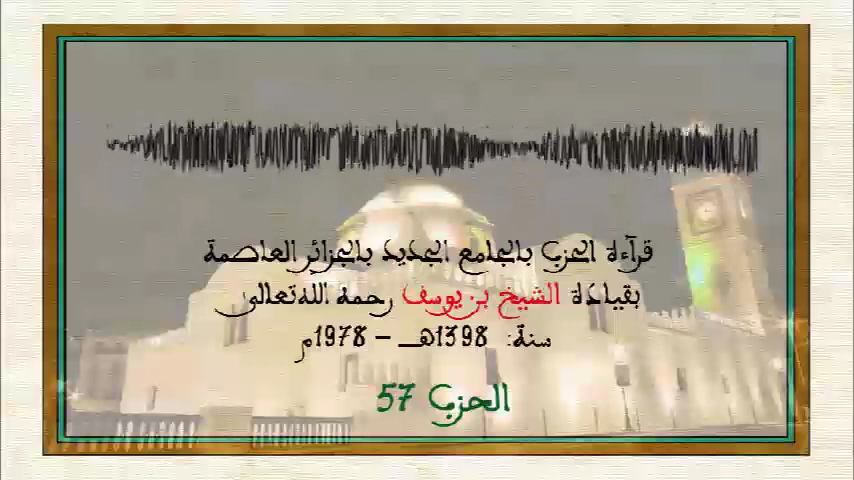 قرآءة الحزب بالجامع الجديد بالجزائر العاصمة
بقيادة الشيخ بن يوسف رحمه الله تعالى
سنة: 1398هـ – 1978م
الحزب 57